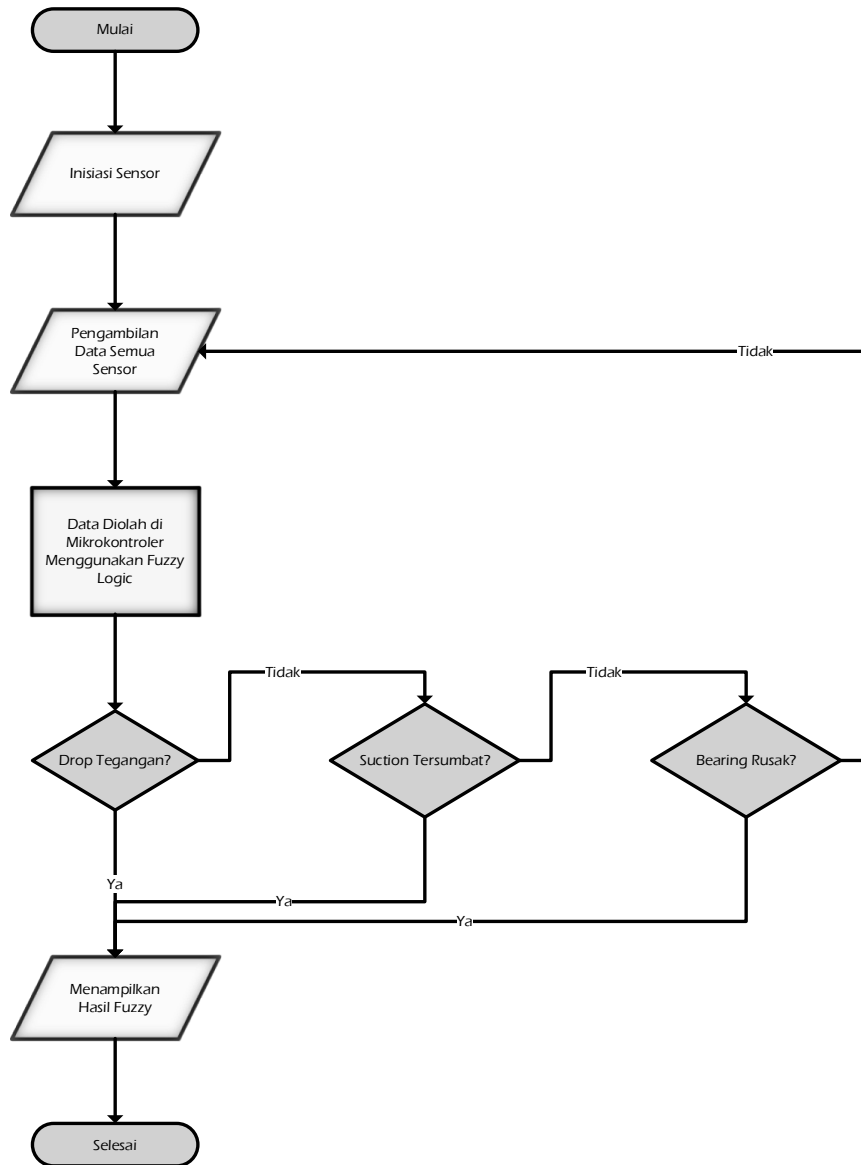 Mulai
Inisiasi Sensor
Pengambilan
Data Semua
Sensor
Tidak
Data Diolah di
Mikrokontroler
Menggunakan Fuzzy
Logic
Tidak
Tidak
Drop Tegangan?
Suction Tersumbat?
Bearing Rusak?
Ya
Ya
Ya
Menampilkan
Hasil Fuzzy
Selesai